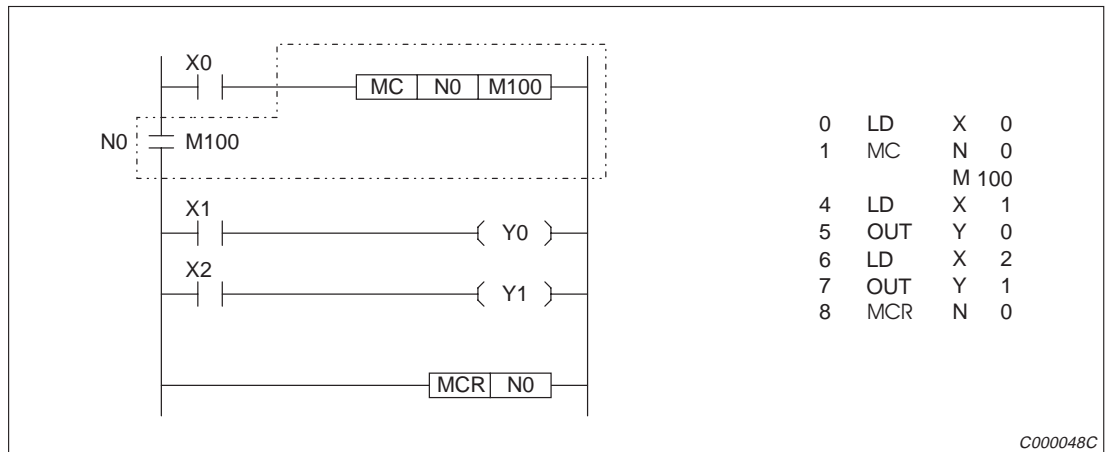 X0
MC N0 M100
N0 M100
X1
Y0
X2
Y1
MCR N0
0 LD X 0
1 MC N 0
M 100
4 LD X 1
5 OUT Y 0
6 LD X 2
7 OUT Y 1
8 MCR N 0
C000048C